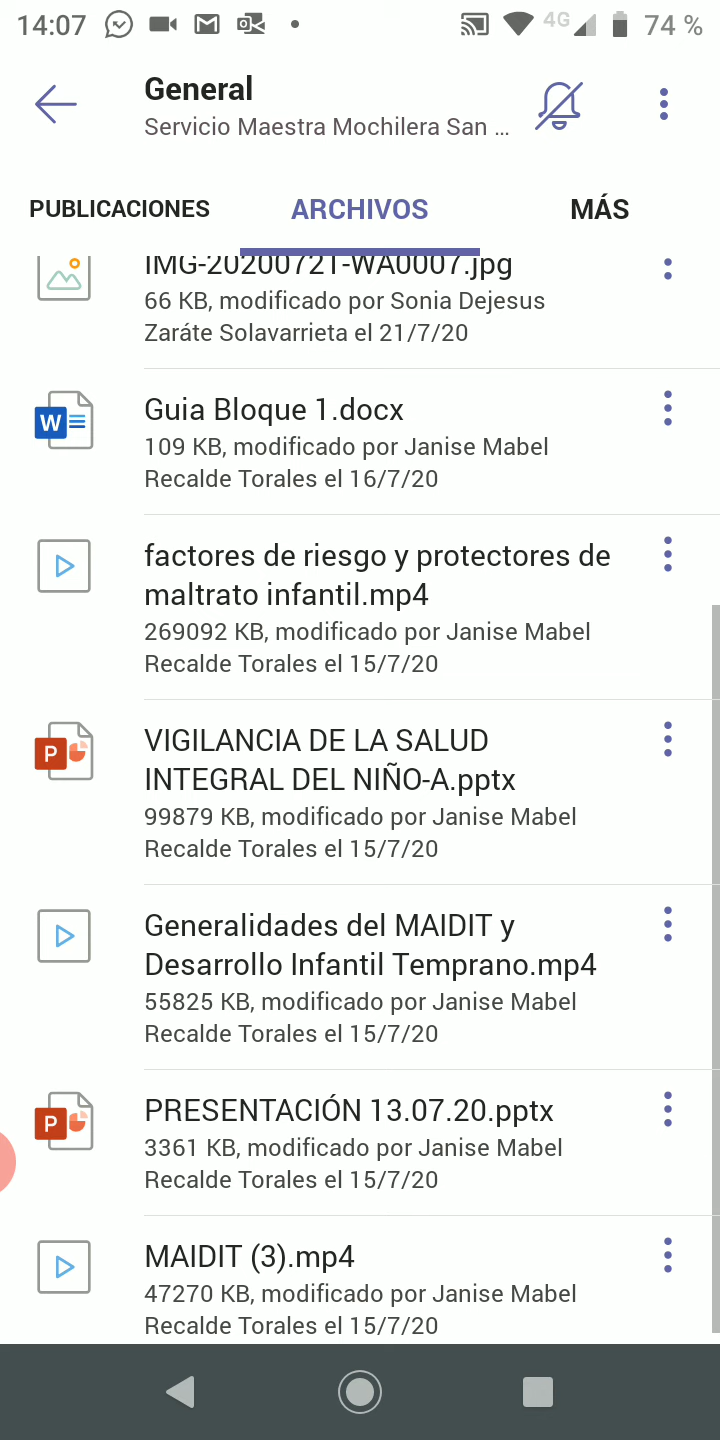 14:07 4G 74 %
General
Servicio Maestra Mochilera San ...
PUBLICACIONES ARCHIVOS MÁS
IMG-20200721-WA0007.jpg
66 KB, modificado por Sonia Dejesus
Zaráte Solavarrieta el 21/7/20
W
Guia Bloque 1.docx
109 KB, modificado por Janise Mabel
Recalde Torales el 16/7/20
factores de riesgo y protectores de
maltrato infantil.mp4
269092 KB, modificado por Janise Mabel
Recalde Torales el 15/7/20
P
VIGILANCIA DE LA SALUD
INTEGRAL DEL NIÑO-A.pptx
99879 KB, modificado por Janise Mabel
Recalde Torales el 15/7/20
Generalidades del MAIDIT y
Desarrollo Infantil Temprano.mp4
55825 KB, modificado por Janise Mabel
Recalde Torales el 15/7/20
P
PRESENTACIÓN 13.07.20.pptx
3361 KB, modificado por Janise Mabel
Recalde Torales el 15/7/20
MAIDIT (3).mp4
47270 KB, modificado por Janise Mabel
Recalde Torales el 15/7/20